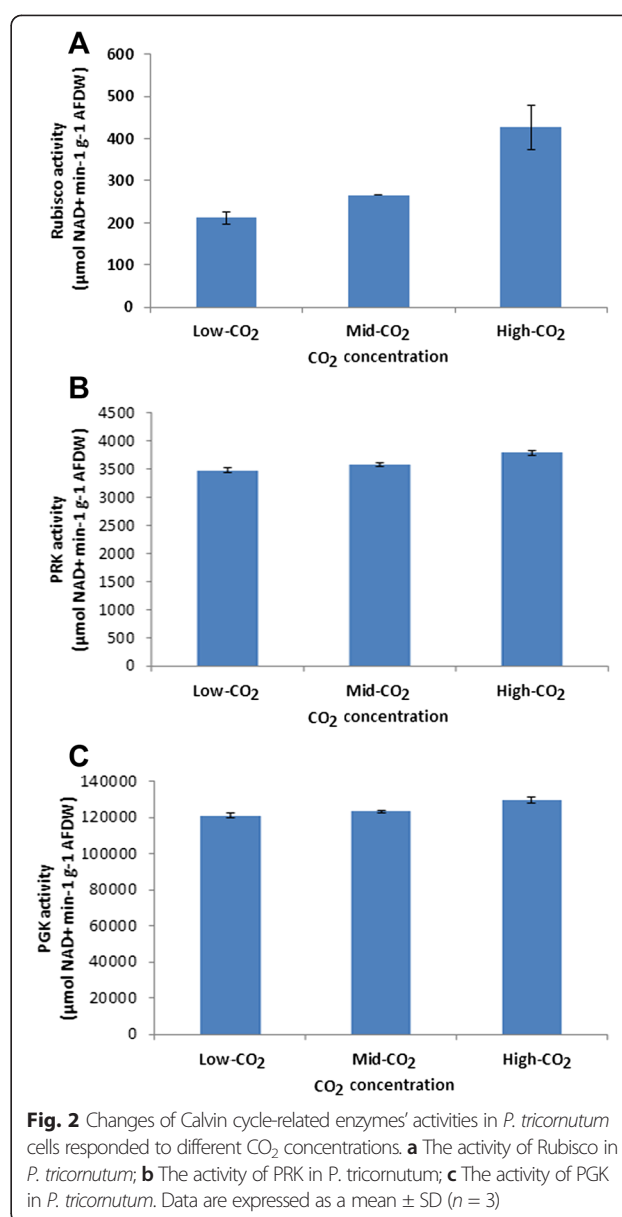 A
600
500
400
300
200
100
0
Rubisco activity
(µmol NAD+ min-1 g-1 AFDW)
Low-CO₂ Mid-CO₂ High-CO₂
CO₂ concentration
B
4500
4000
3500
3000
2500
2000
1500
1000
500
0
PRK activity
(µmol NAD+ min-1 g-1 AFDW)
Low-CO₂ Mid-CO₂ High-CO₂
CO₂ concentration
C
140000
120000
100000
80000
60000
40000
20000
0
PGK activity
(µmol NAD+ min-1 g-1 AFDW)
Low-CO₂ Mid-CO₂ High-CO₂
CO₂ concentration
Fig. 2 Changes of Calvin cycle-related enzymes' activities in P. tricornutum
cells responded to different CO₂ concentrations. a The activity of Rubisco in
P. tricornutum; b The activity of PRK in P. tricornutum; c The activity of PGK
in P. tricornutum. Data are expressed as a mean ± SD (n = 3)